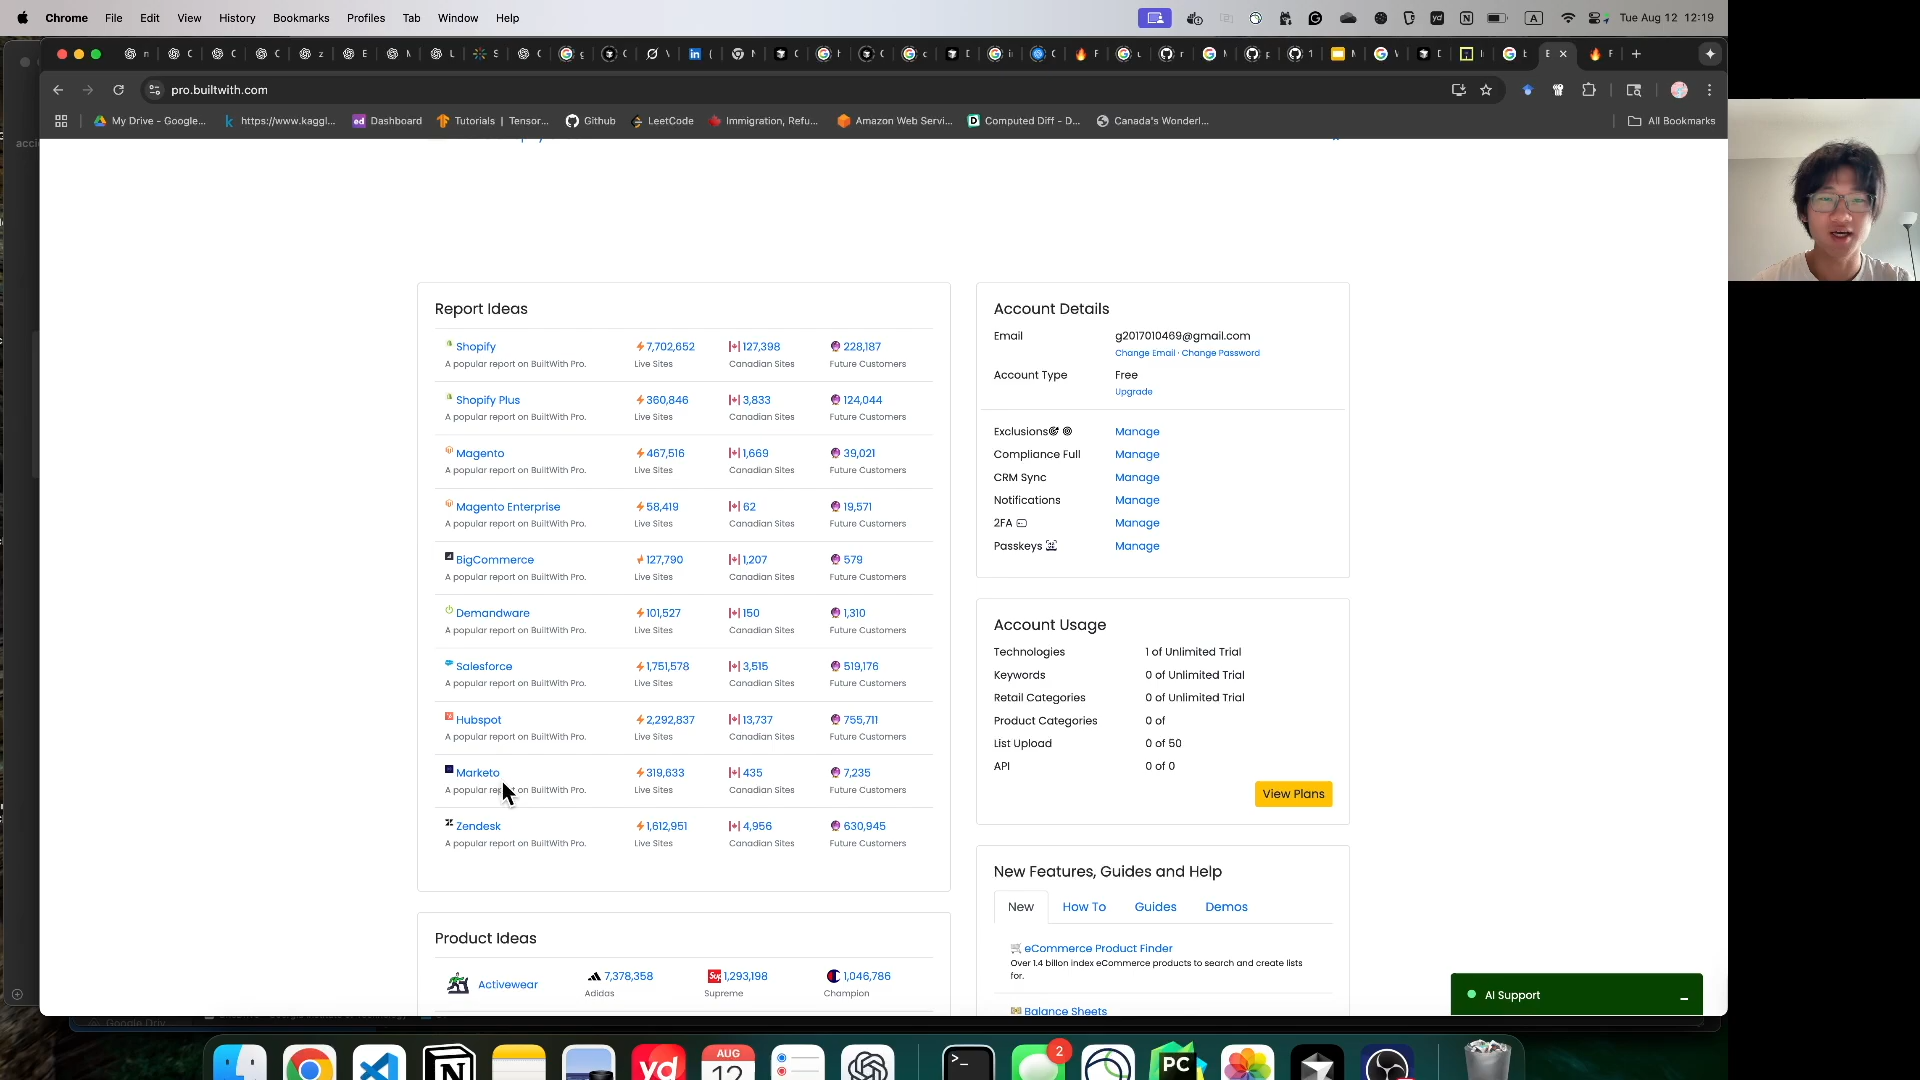 Chrome File Edit View History Bookmarks Profiles Tab Window Help
Tue Aug 12 12:19
pro.builtwith.com
My Drive - Google... https://www.kaggl... Dashboard Tutorials | Tensor... Github LeetCode Immigration, Refu... Amazon Web Servi... Computed Diff - D... Canada's Wonderl... All Bookmarks
Report Ideas
Shopify 7,702,652 127,398 228,187
A popular report on BuiltWith Pro. Live Sites Canadian Sites Future Customers
Shopify Plus 360,846 3,833 124,044
A popular report on BuiltWith Pro. Live Sites Canadian Sites Future Customers
Magento 467,516 1,669 39,021
A popular report on BuiltWith Pro. Live Sites Canadian Sites Future Customers
Magento Enterprise 58,419 62 19,571
A popular report on BuiltWith Pro. Live Sites Canadian Sites Future Customers
BigCommerce 127,790 1,207 579
A popular report on BuiltWith Pro. Live Sites Canadian Sites Future Customers
Demandware 101,527 150 1,310
A popular report on BuiltWith Pro. Live Sites Canadian Sites Future Customers
Salesforce 1,751,578 3,515 519,176
A popular report on BuiltWith Pro. Live Sites Canadian Sites Future Customers
Hubspot 2,292,837 13,737 755,711
A popular report on BuiltWith Pro. Live Sites Canadian Sites Future Customers
Marketo 319,633 435 7,235
A popular report on BuiltWith Pro. Live Sites Canadian Sites Future Customers
Zendesk 1,612,951 4,956 630,945
A popular report on BuiltWith Pro. Live Sites Canadian Sites Future Customers
Product Ideas
Activewear 7,378,358 1,293,198 1,046,786
Adidas Supreme Champion
Account Details
Email g2017010469@gmail.com
Change Email · Change Password
Account Type Free
Upgrade
Exclusions Manage
Compliance Full Manage
CRM Sync Manage
Notifications Manage
2FA Manage
Passkeys Manage
Account Usage
Technologies 1 of Unlimited Trial
Keywords 0 of Unlimited Trial
Retail Categories 0 of Unlimited Trial
Product Categories 0 of
List Upload 0 of 50
API 0 of 0
View Plans
New Features, Guides and Help
New How To Guides Demos
eCommerce Product Finder
Over 1.4 billon index eCommerce products to search and create lists
for.
Balance Sheets
AI Support
Google Driv
AUG
12
2
PC